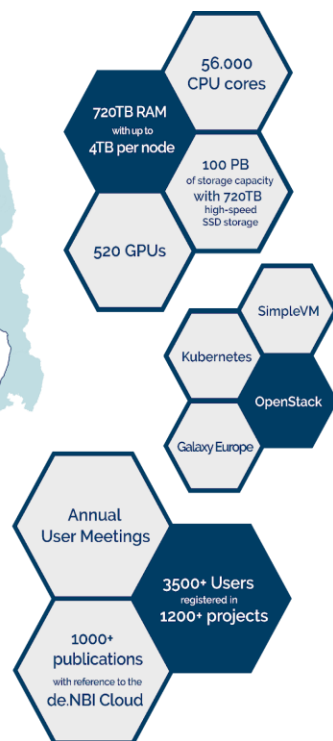 56.000
CPU cores
720TB RAM
with up to
4TB per node
100 PB
of storage capacity
with 720TB
high-speed
SSD storage
520 GPUs
SimpleVM
Kubernetes
OpenStack
Galaxy Europe
Annual
User Meetings
3500+ Users
registered in
1200+ projects
1000+
publications
with reference to the
de.NBI Cloud